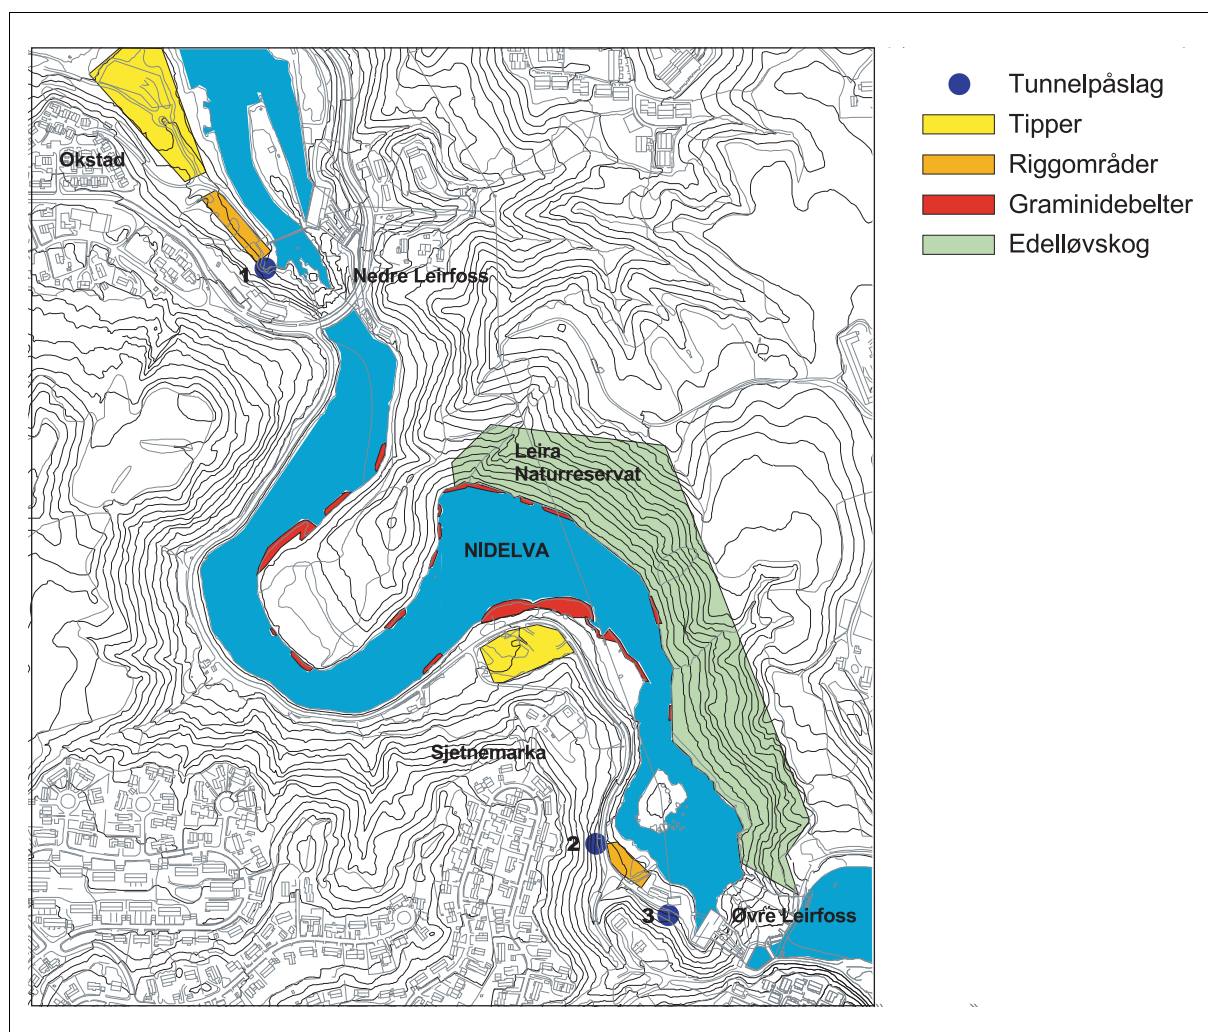 Tunnelpåslag
Tipper
Riggområder
Graminidebelter
Edelløvskog
Okstad
1
Nedre Leirfoss
Leira
Naturreservat
NIDELVA
Sjetnemarka
2
3
Øvre Leirfoss